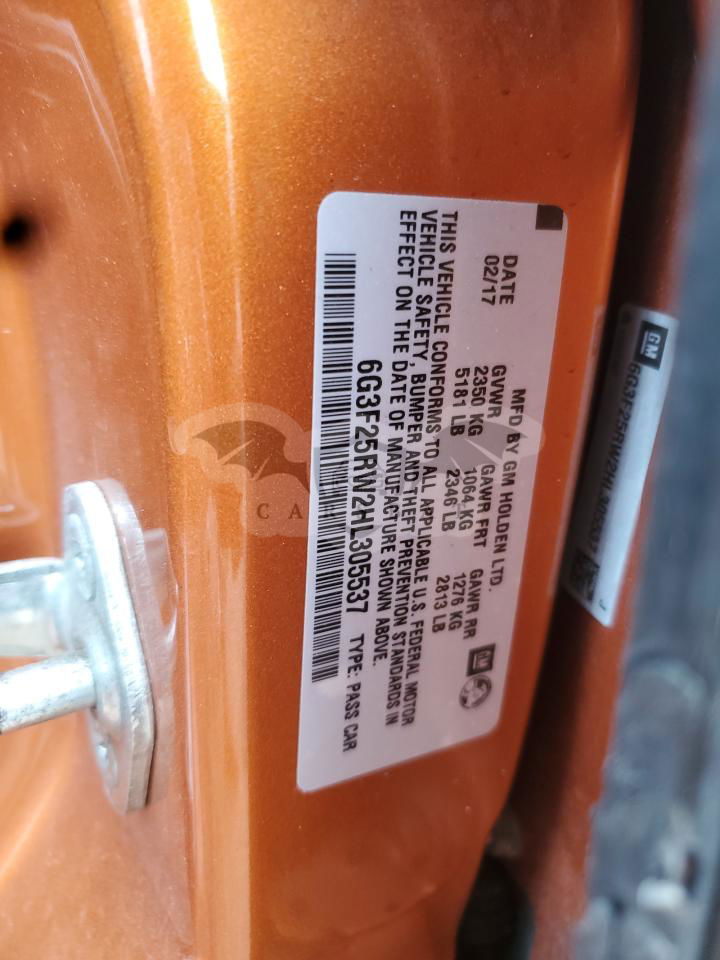 MFD BY GM HOLDEN LTD.
DATE GVWR GAWR FRT GAWR RR
02/17 2350 KG 1064 KG 1276 KG
5181 LB 2346 LB 2813 LB
GM
THIS VEHICLE CONFORMS TO ALL APPLICABLE U.S. FEDERAL MOTOR
VEHICLE SAFETY, BUMPER AND THEFT PREVENTION STANDARDS IN
EFFECT ON THE DATE OF MANUFACTURE SHOWN ABOVE.
6G3F25RW2HL305537 TYPE: PASS CAR
GM
6G3F25RW2HL305537